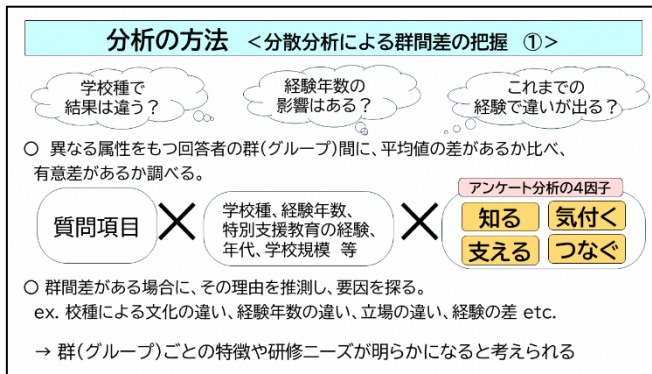 分析の方法 <分散分析による群間差の把握 ①>
学校種で
結果は違う?
経験年数の
影響はある?
これまでの
経験で違いが出る?
○ 異なる属性をもつ回答者の群(グループ)間に、平均値の差があるか比べ、
有意差があるか調べる。
質問項目
×
学校種、経験年数、
特別支援教育の経験、
年代、学校規模 等
×
アンケート分析の4因子
知る 気付く
支える つなぐ
○ 群間差がある場合に、その理由を推測し、要因を探る。
ex. 校種による文化の違い、経験年数の違い、立場の違い、経験の差 etc.
→ 群(グループ)ごとの特徴や研修ニーズが明らかになると考えられる